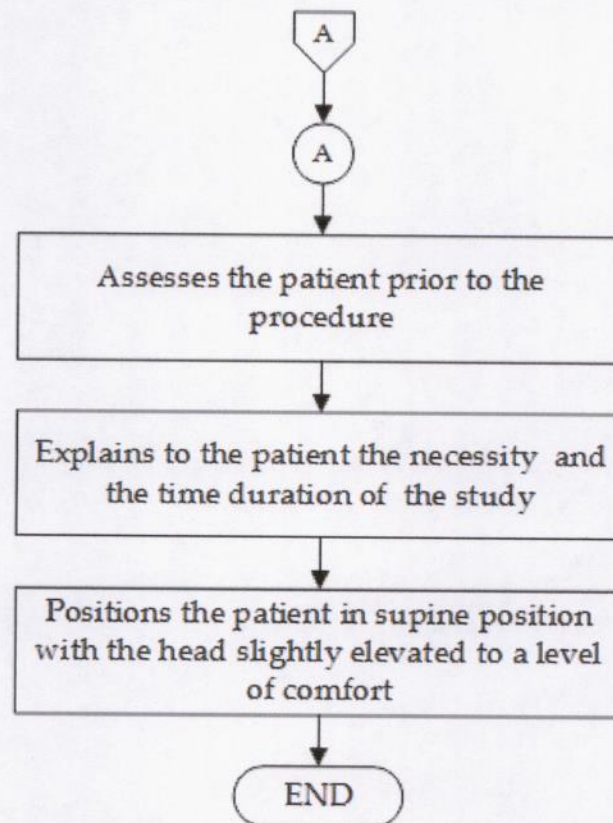 A
A
Assesses the patient prior to the
procedure
Explains to the patient the necessity and
the time duration of the study
Positions the patient in supine position
with the head slightly elevated to a level
of comfort
END